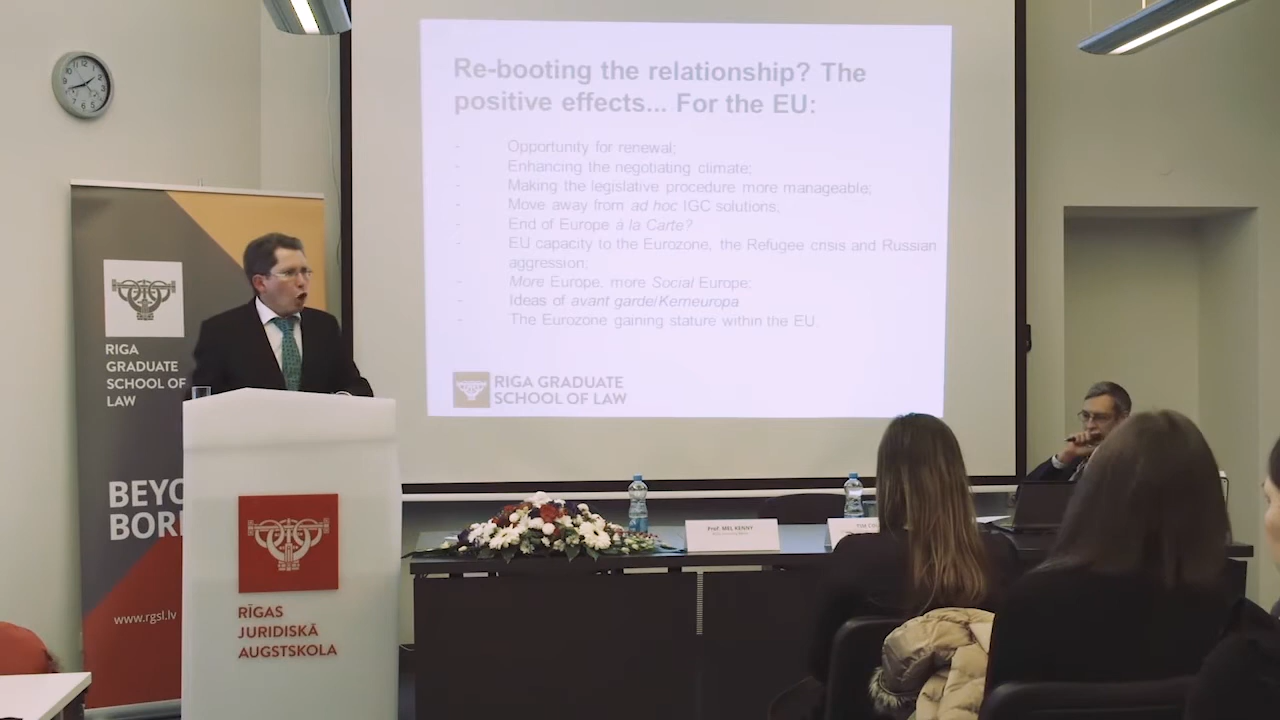 Re-booting the relationship? The
positive effects... For the EU:
- Opportunity for renewal;
- Enhancing the negotiating climate;
- Making the legislative procedure more manageable;
- Move away from ad hoc IGC solutions;
- End of Europe à la Carte?
- EU capacity to the Eurozone, the Refugee crisis and Russian
aggression;
- More Europe, more Social Europe;
- Ideas of avant garde/Kerneuropa
- The Eurozone gaining stature within the EU.
RIGA GRADUATE
SCHOOL OF LAW
RIGA
GRADUATE
SCHOOL OF
LAW
BEYO
BORD
www.rgsl.lv
RĪGAS
JURIDISKĀ
AUGSTSKOLA
Prof. MEL KENNY